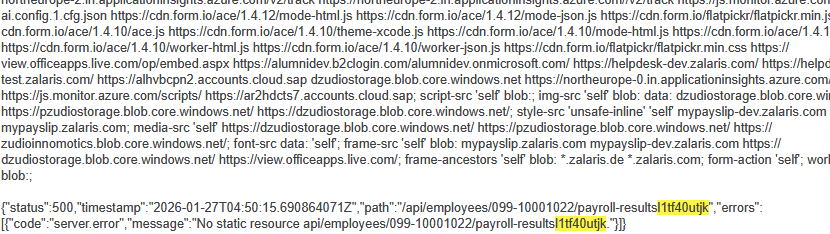 northeurope-2.in.applicationinsights.azure.com/v2/track https://northeurope-2.in.applicationinsights.azure.com/v2/track https://js.monitor.azure.com/scripts/b/
ai.config.1.cfg.json https://cdn.form.io/ace/1.4.12/mode-html.js https://cdn.form.io/ace/1.4.12/mode-json.js https://cdn.form.io/flatpickr/flatpickr.min.js
cdn.form.io/ace/1.4.10/ace.js https://cdn.form.io/ace/1.4.10/theme-xcode.js https://cdn.form.io/ace/1.4.10/mode-html.js https://cdn.form.io/ace/1.4.1
https://cdn.form.io/ace/1.4.10/worker-html.js https://cdn.form.io/ace/1.4.10/worker-json.js https://cdn.form.io/flatpickr/flatpickr.min.css https://
view.officeapps.live.com/op/embed.aspx https://alumnidev.b2clogin.com/alumnidev.onmicrosoft.com/ https://helpdesk-dev.zalaris.com/ https://helpd
test.zalaris.com/ https://alhvbcpn2.accounts.cloud.sap dzudiostorage.blob.core.windows.net https://northeurope-0.in.applicationinsights.azure.com/
https://js.monitor.azure.com/scripts/ https://ar2hdcts7.accounts.cloud.sap; script-src 'self' blob:; img-src 'self' blob: data: dzudiostorage.blob.core.wi
https://pzudiostorage.blob.core.windows.net/ https://dzudiostorage.blob.core.windows.net/; style-src 'unsafe-inline' 'self' mypayslip-dev.zalaris.com
mypayslip.zalaris.com; media-src 'self' https://dzudiostorage.blob.core.windows.net/ https://pzudiostorage.blob.core.windows.net/ https://
zudioinnomotics.blob.core.windows.net/; font-src data: 'self'; frame-src 'self' blob: mypayslip.zalaris.com mypayslip-dev.zalaris.com https://
dzudiostorage.blob.core.windows.net/ https://view.officeapps.live.com/; frame-ancestors 'self' blob: *.zalaris.de *.zalaris.com; form-action 'self'; wor
blob:;
{"status":500,"timestamp":"2026-01-27T04:50:15.690864071Z","path":"/api/employees/099-10001022/payroll-resultsl1tf40utjk","errors":
[{"code":"server.error","message":"No static resource api/employees/099-10001022/payroll-resultsl1tf40utjk."}]}